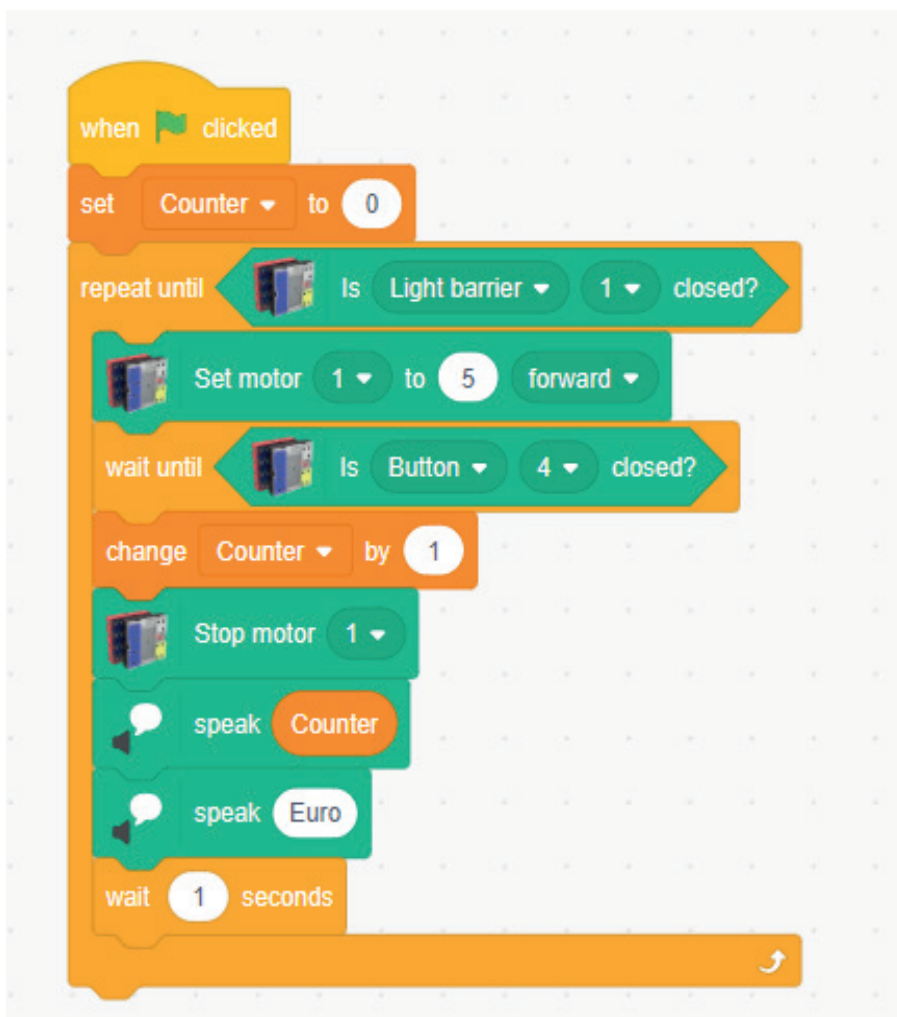 when clicked
set Counter to 0
repeat until Is Light barrier 1 closed?
Set motor 1 to 5 forward
wait until Is Button 4 closed?
change Counter by 1
Stop motor 1
speak Counter
speak Euro
wait 1 seconds